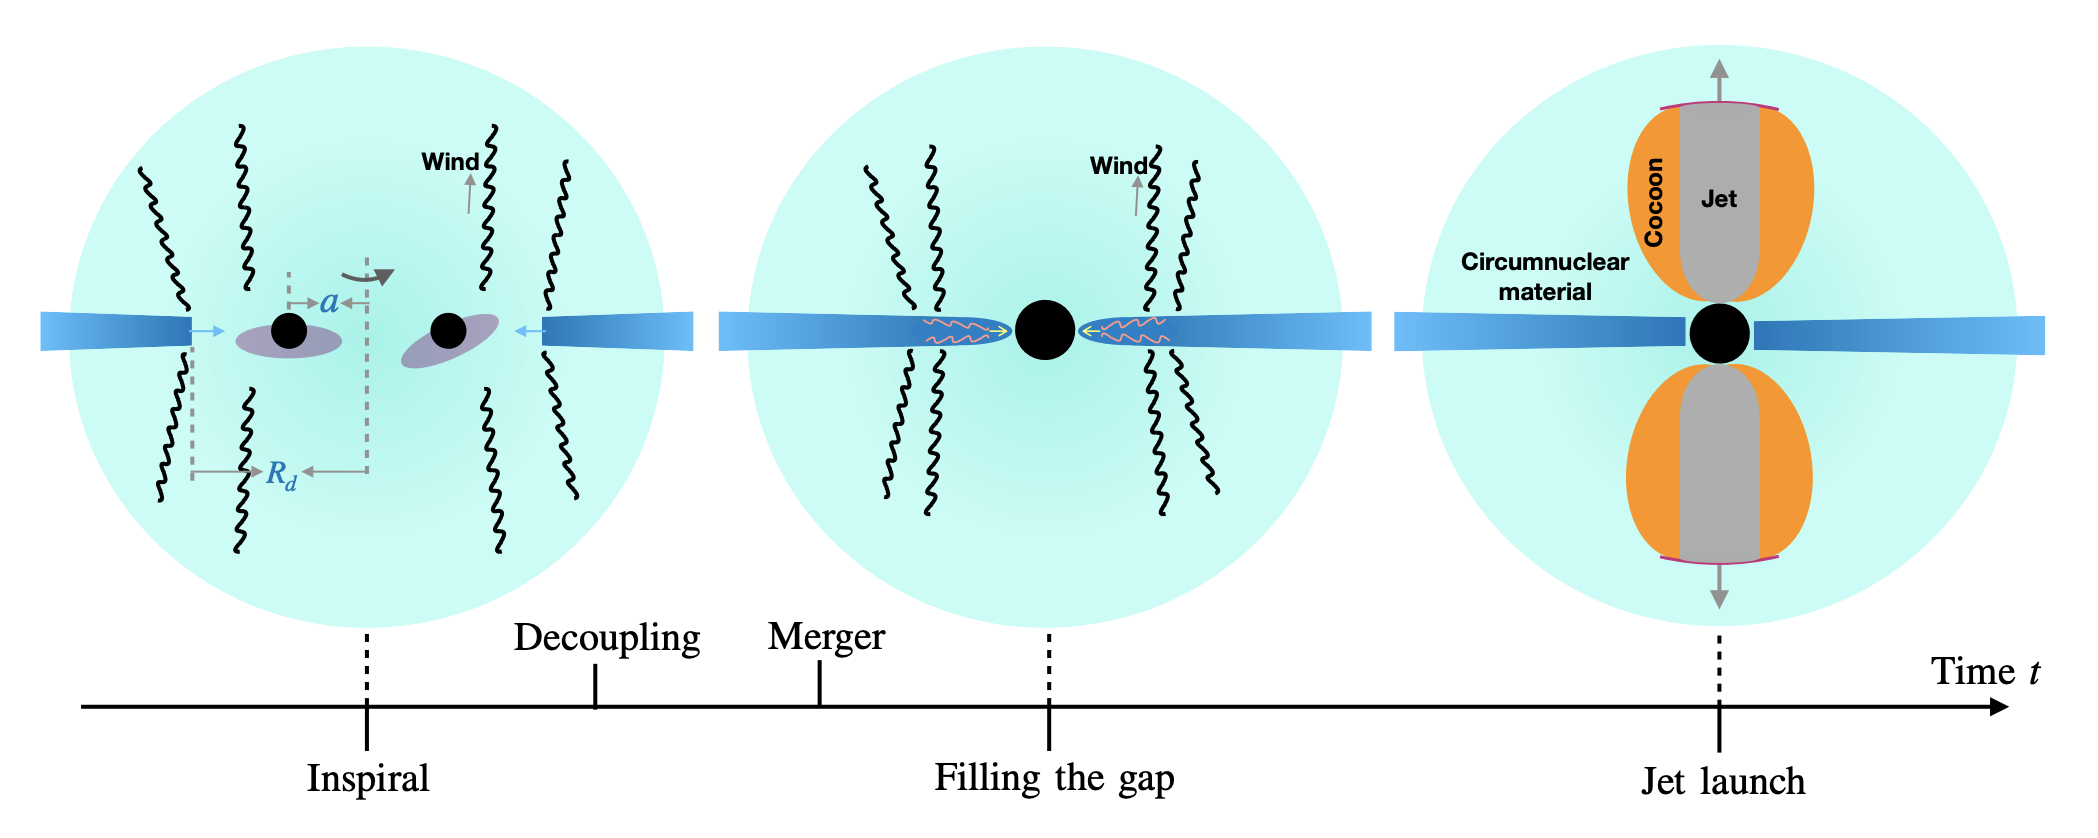 Wind
a
R_d
Wind
Cocoon
Jet
Circumnuclear
material
Decoupling
Merger
Time t
Inspiral
Filling the gap
Jet launch